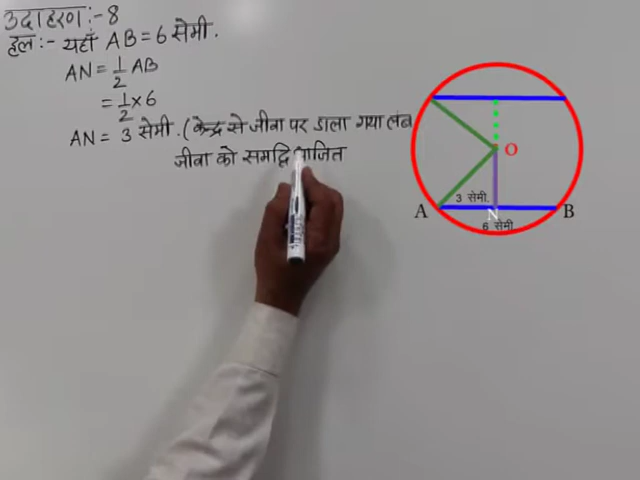 उदाहरण:-8
हल:- यहाँ AB = 6 सेमी.
AN = 1/2 AB
= 1/2 × 6
AN = 3 सेमी. (केन्द्र से जीवा पर डाला गया लंब
जीवा को समद्विभाजित
O
3 सेमी.
A
N
B
6 सेमी.